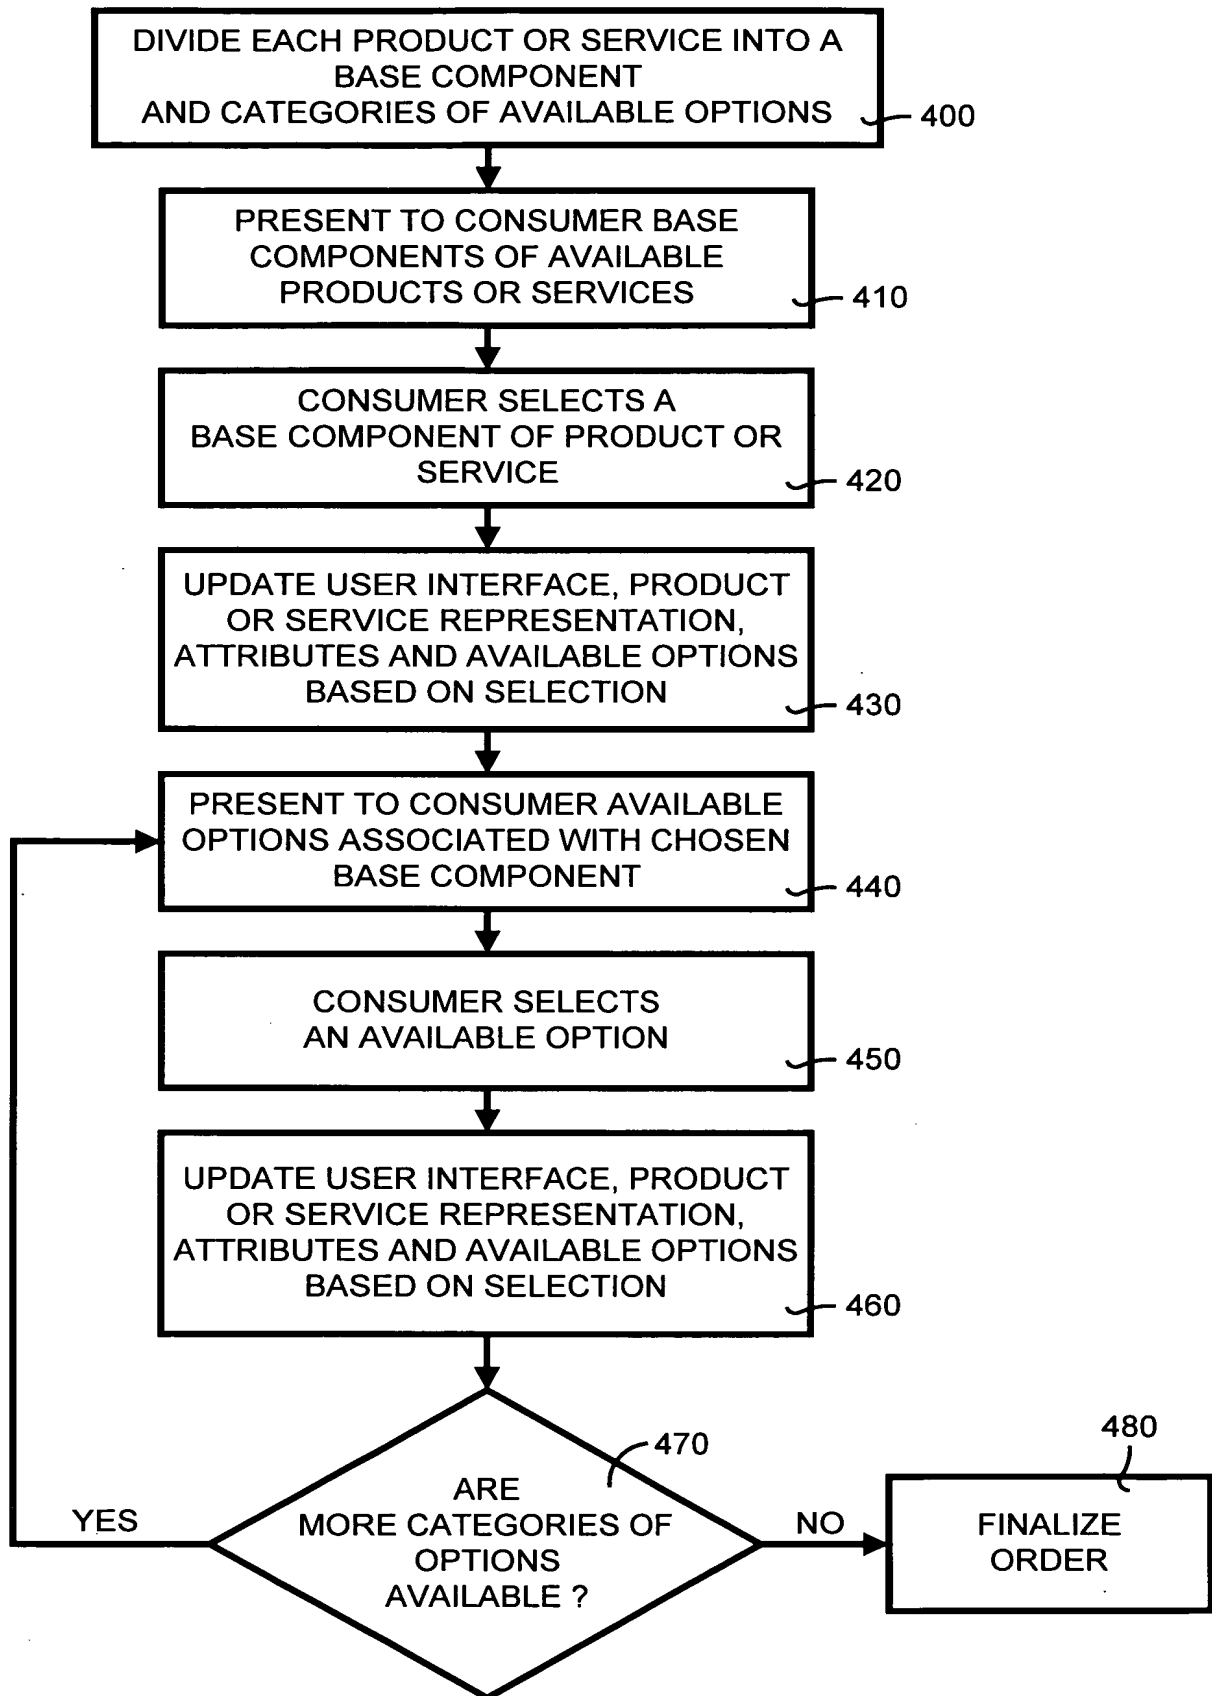 DIVIDE EACH PRODUCT OR SERVICE INTO A
BASE COMPONENT
AND CATEGORIES OF AVAILABLE OPTIONS
400
PRESENT TO CONSUMER BASE
COMPONENTS OF AVAILABLE
PRODUCTS OR SERVICES
410
CONSUMER SELECTS A
BASE COMPONENT OF PRODUCT OR
SERVICE
420
UPDATE USER INTERFACE, PRODUCT
OR SERVICE REPRESENTATION,
ATTRIBUTES AND AVAILABLE OPTIONS
BASED ON SELECTION
430
PRESENT TO CONSUMER AVAILABLE
OPTIONS ASSOCIATED WITH CHOSEN
BASE COMPONENT
440
CONSUMER SELECTS
AN AVAILABLE OPTION
450
UPDATE USER INTERFACE, PRODUCT
OR SERVICE REPRESENTATION,
ATTRIBUTES AND AVAILABLE OPTIONS
BASED ON SELECTION
460
470
ARE
MORE CATEGORIES OF
OPTIONS
AVAILABLE ?
YES
NO
480
FINALIZE
ORDER